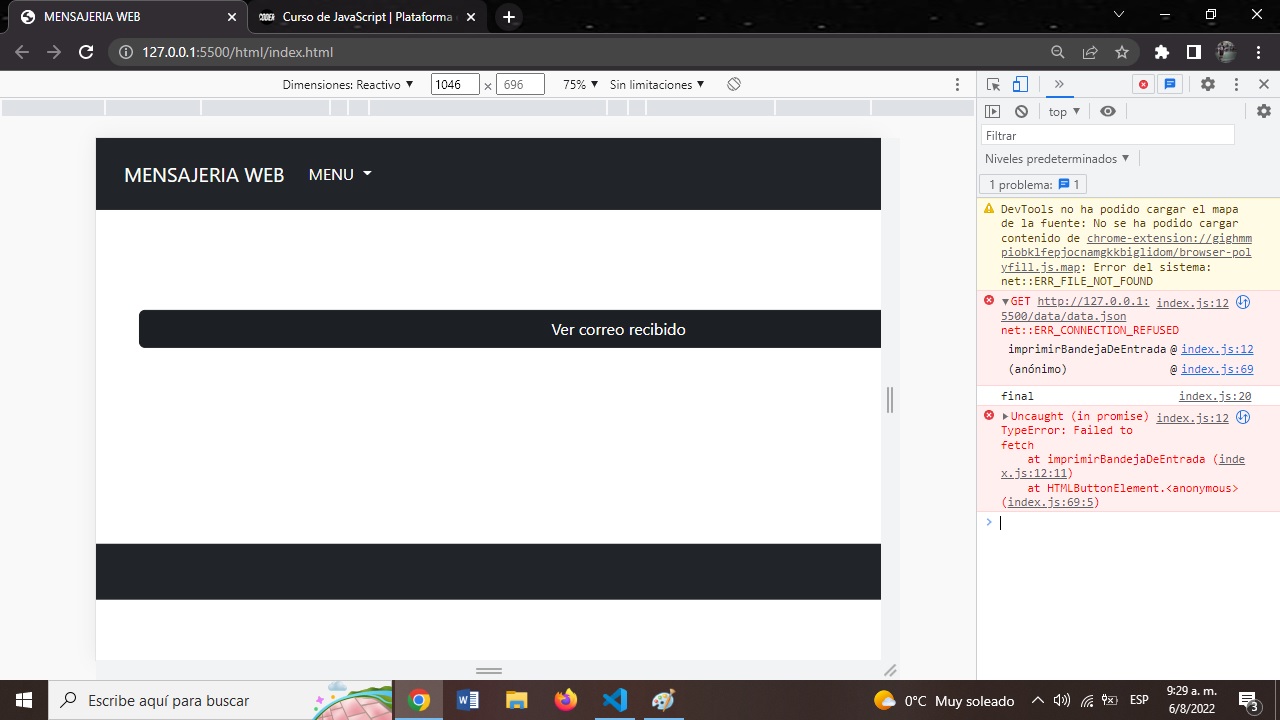 MENSAJERIA WEB
CODER
Curso de JavaScript | Plataforma
127.0.0.1:5500/html/index.html
Dimensiones: Reactivo ▼ 1046 × 696 75% ▼ Sin limitaciones ▼
top ▼
Filtrar
Niveles predeterminados ▼
1 problema: 1
MENSAJERIA WEB MENU
Ver correo recibido
DevTools no ha podido cargar el mapa
de la fuente: No se ha podido cargar
contenido de chrome-extension://gighmm
piobklfepjocnamgkkbiglidom/browser-pol
yfill.js.map: Error del sistema:
net::ERR_FILE_NOT_FOUND
▼GET http://127.0.0.1: index.js:12
5500/data/data.json
net::ERR_CONNECTION_REFUSED
imprimirBandejaDeEntrada @ index.js:12
(anónimo) @ index.js:69
final index.js:20
▶Uncaught (in promise) index.js:12
TypeError: Failed to
fetch
at imprimirBandejaDeEntrada (inde
x.js:12:11)
at HTMLButtonElement.<anonymous>
(index.js:69:5)
Escribe aquí para buscar
0°C Muy soleado
ESP
9:29 a. m.
6/8/2022
3